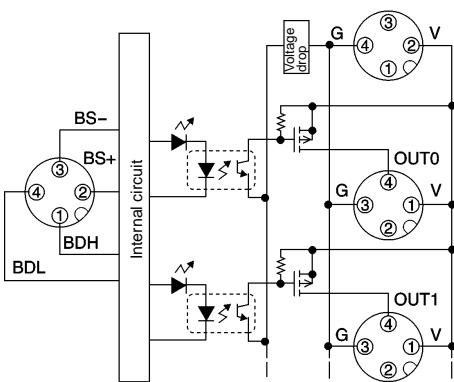 Voltage drop
G
V
③
④
②
①
BS−
③
BS+
④
②
①
BDH
BDL
Internal circuit
OUT0
④
G
V
③
①
②
OUT1
④
G
V
③
①
②